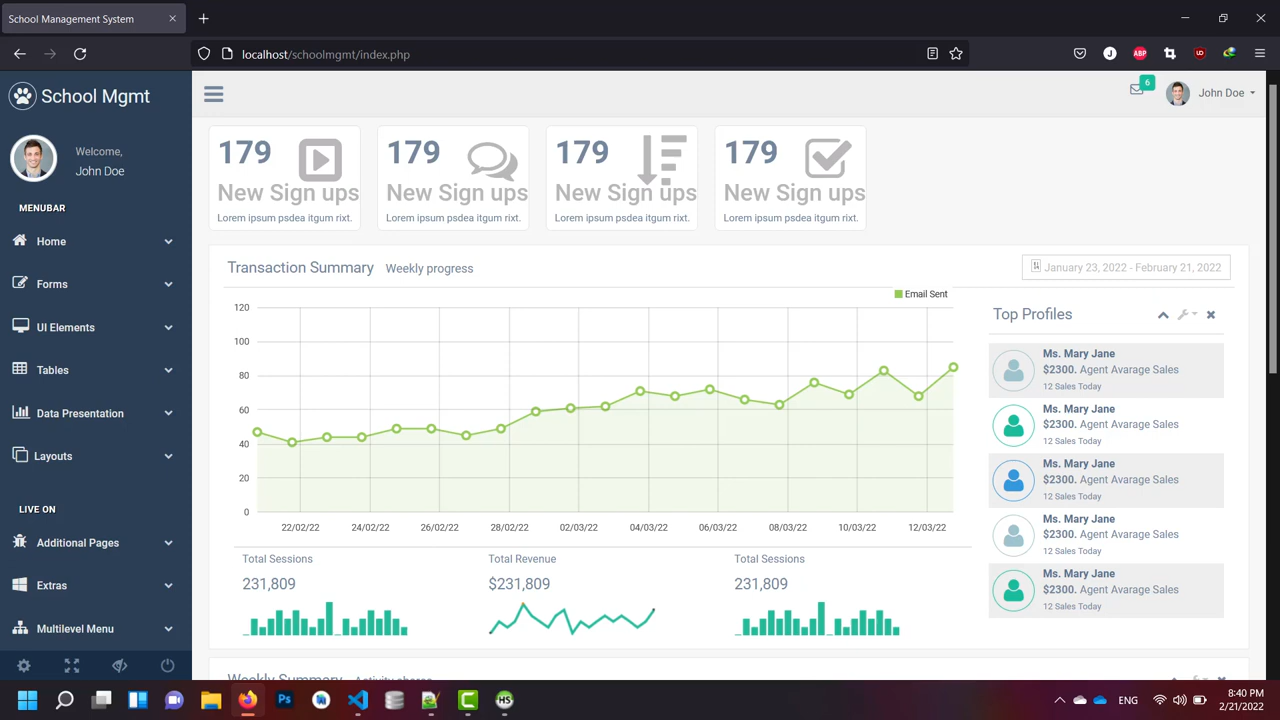 School Management System
localhost/schoolmgmt/index.php
J
ABP
School Mgmt
6
John Doe
Welcome,
John Doe
MENUBAR
Home
Forms
UI Elements
Tables
Data Presentation
Layouts
LIVE ON
Additional Pages
Extras
Multilevel Menu
179
New Sign ups
Lorem ipsum psdea itgum rixt.
179
New Sign ups
Lorem ipsum psdea itgum rixt.
179
New Sign ups
Lorem ipsum psdea itgum rixt.
179
New Sign ups
Lorem ipsum psdea itgum rixt.
Transaction Summary Weekly progress
January 23, 2022 - February 21, 2022
Email Sent
120
100
80
60
40
20
0
22/02/22 24/02/22 26/02/22 28/02/22 02/03/22 04/03/22 06/03/22 08/03/22 10/03/22 12/03/22
Total Sessions
231,809
Total Revenue
$231,809
Total Sessions
231,809
Top Profiles
Ms. Mary Jane
$2300. Agent Avarage Sales
12 Sales Today
Ms. Mary Jane
$2300. Agent Avarage Sales
12 Sales Today
Ms. Mary Jane
$2300. Agent Avarage Sales
12 Sales Today
Ms. Mary Jane
$2300. Agent Avarage Sales
12 Sales Today
Ms. Mary Jane
$2300. Agent Avarage Sales
12 Sales Today
Weekly Summary Activity shares
Ps
C
HS
ENG
8:40 PM
2/21/2022